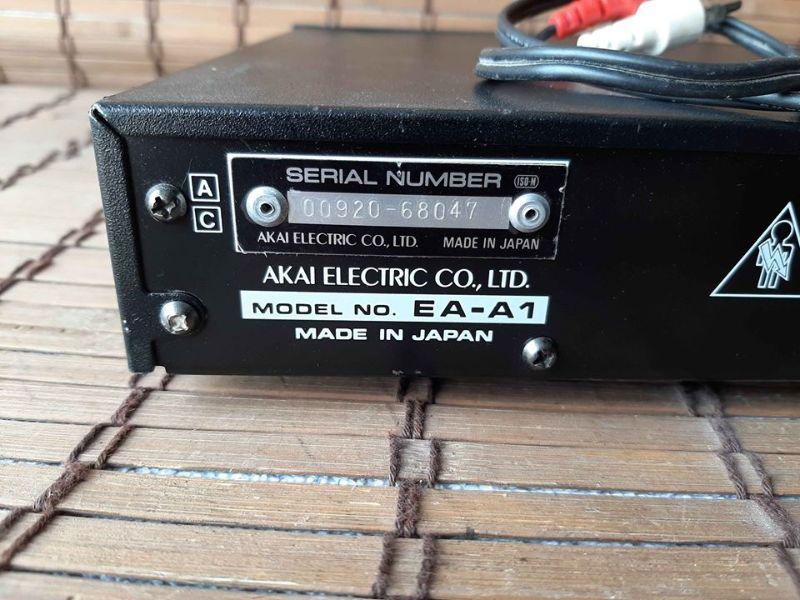 SERIAL NUMBER ISO-N
A
C
00920-68047
AKAI ELECTRIC CO., LTD. MADE IN JAPAN
AKAI ELECTRIC CO., LTD.
MODEL NO. EA-A1
MADE IN JAPAN